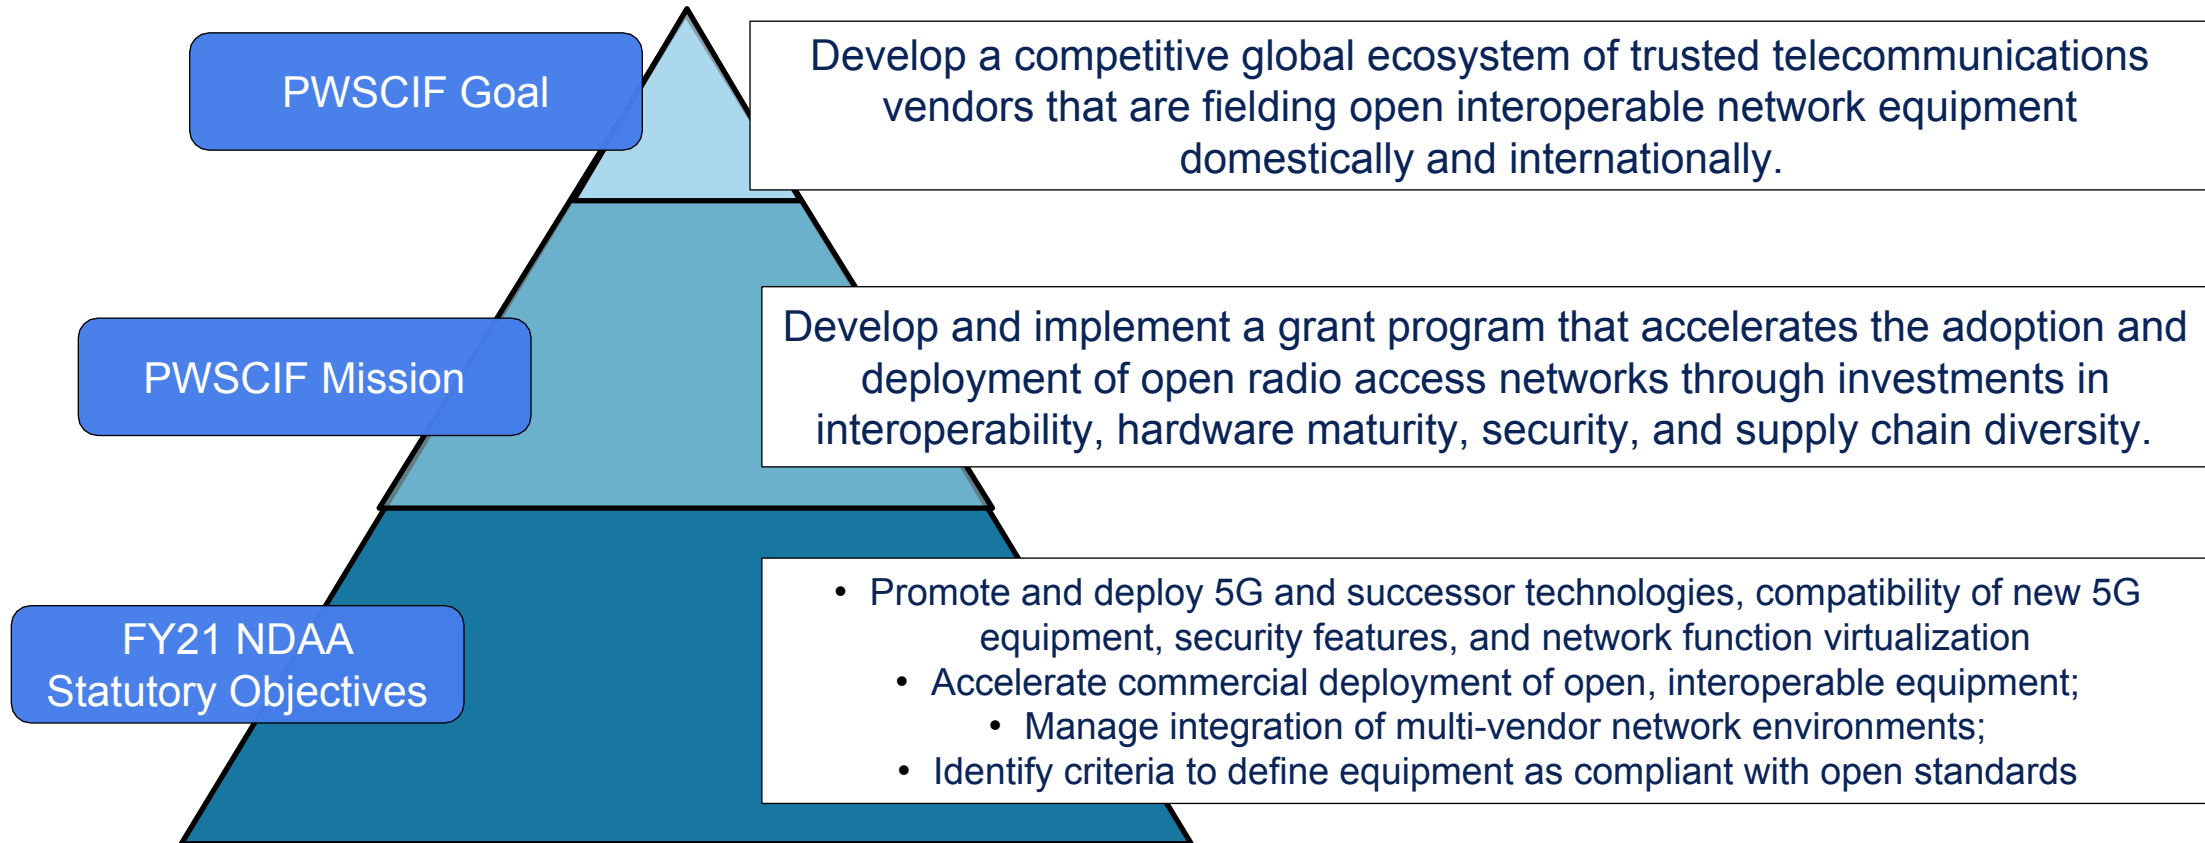 PWSCIF Goal
Develop a competitive global ecosystem of trusted telecommunications
vendors that are fielding open interoperable network equipment
domestically and internationally.
PWSCIF Mission
Develop and implement a grant program that accelerates the adoption and
deployment of open radio access networks through investments in
interoperability, hardware maturity, security, and supply chain diversity.
FY21 NDAA
Statutory Objectives
• Promote and deploy 5G and successor technologies, compatibility of new 5G
equipment, security features, and network function virtualization
• Accelerate commercial deployment of open, interoperable equipment;
• Manage integration of multi-vendor network environments;
• Identify criteria to define equipment as compliant with open standards